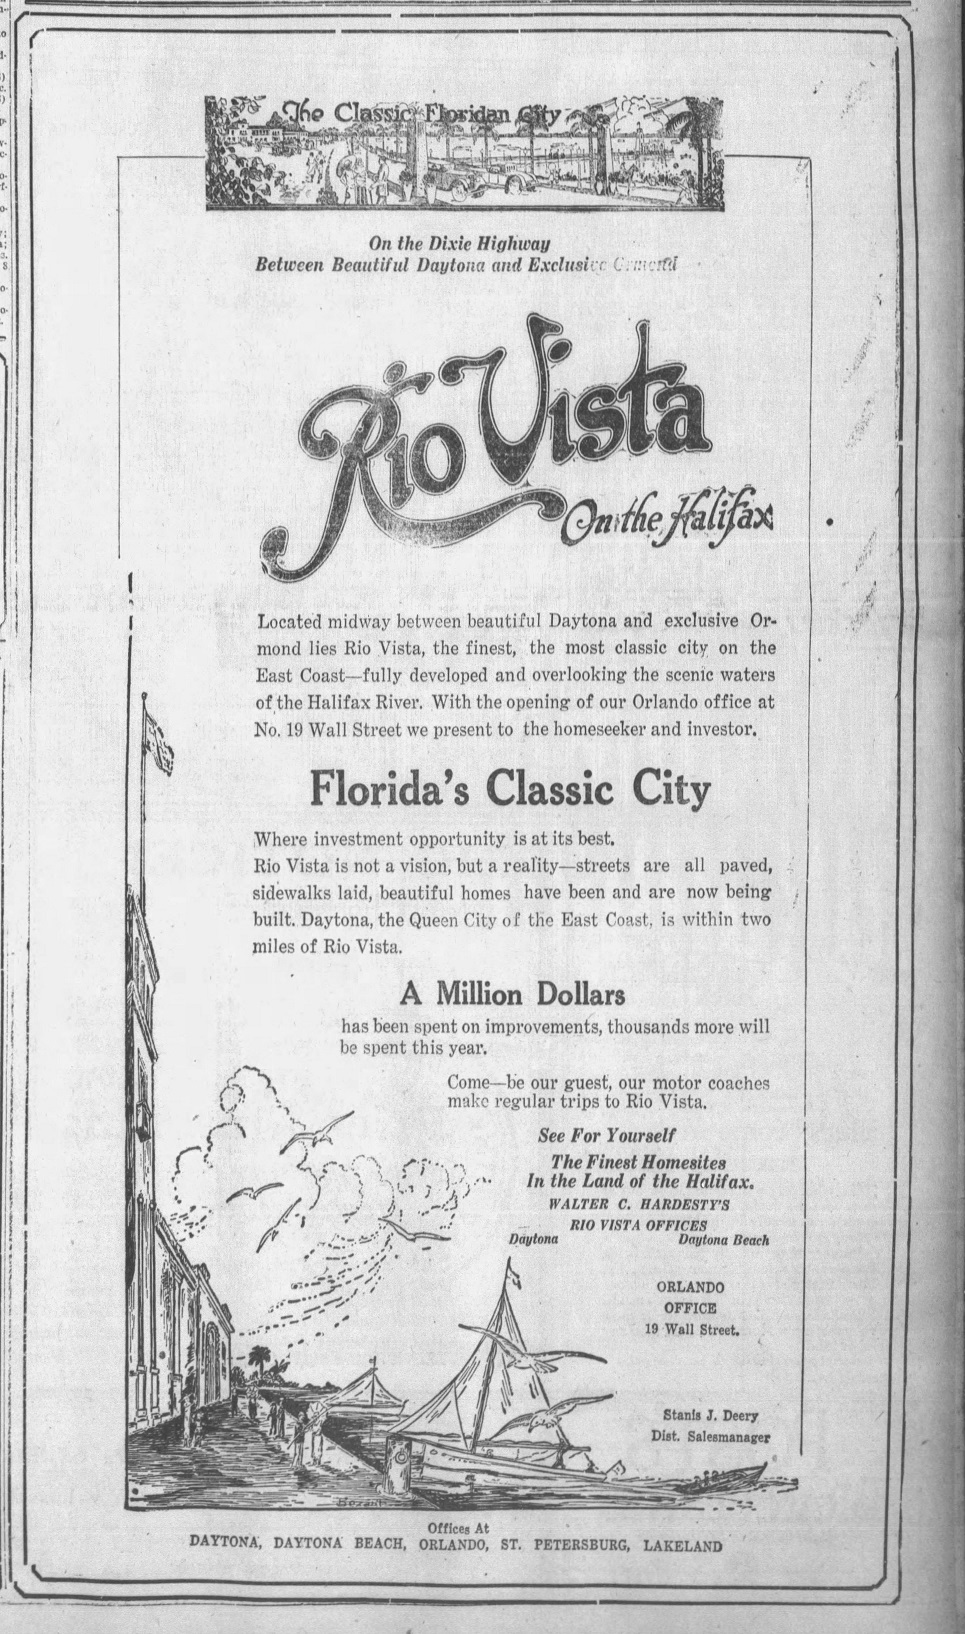 The Classic Floridan City
On the Dixie Highway
Between Beautiful Daytona and Exclusive Ormond
Rio Vista
On the Halifax
Located midway between beautiful Daytona and exclusive Or-
mond lies Rio Vista, the finest, the most classic city on the
East Coast—fully developed and overlooking the scenic waters
of the Halifax River. With the opening of our Orlando office at
No. 19 Wall Street we present to the homeseeker and investor.
Florida's Classic City
Where investment opportunity is at its best.
Rio Vista is not a vision, but a reality—streets are all paved,
sidewalks laid, beautiful homes have been and are now being
built. Daytona, the Queen City of the East Coast, is within two
miles of Rio Vista.
A Million Dollars
has been spent on improvements, thousands more will
be spent this year.
Come—be our guest, our motor coaches
make regular trips to Rio Vista.
See For Yourself
The Finest Homesites
In the Land of the Halifax.
WALTER C. HARDESTY'S
RIO VISTA OFFICES
Daytona Daytona Beach
ORLANDO
OFFICE
19 Wall Street.
Stanis J. Deery
Dist. Salesmanager
Offices At
DAYTONA, DAYTONA BEACH, ORLANDO, ST. PETERSBURG, LAKELAND